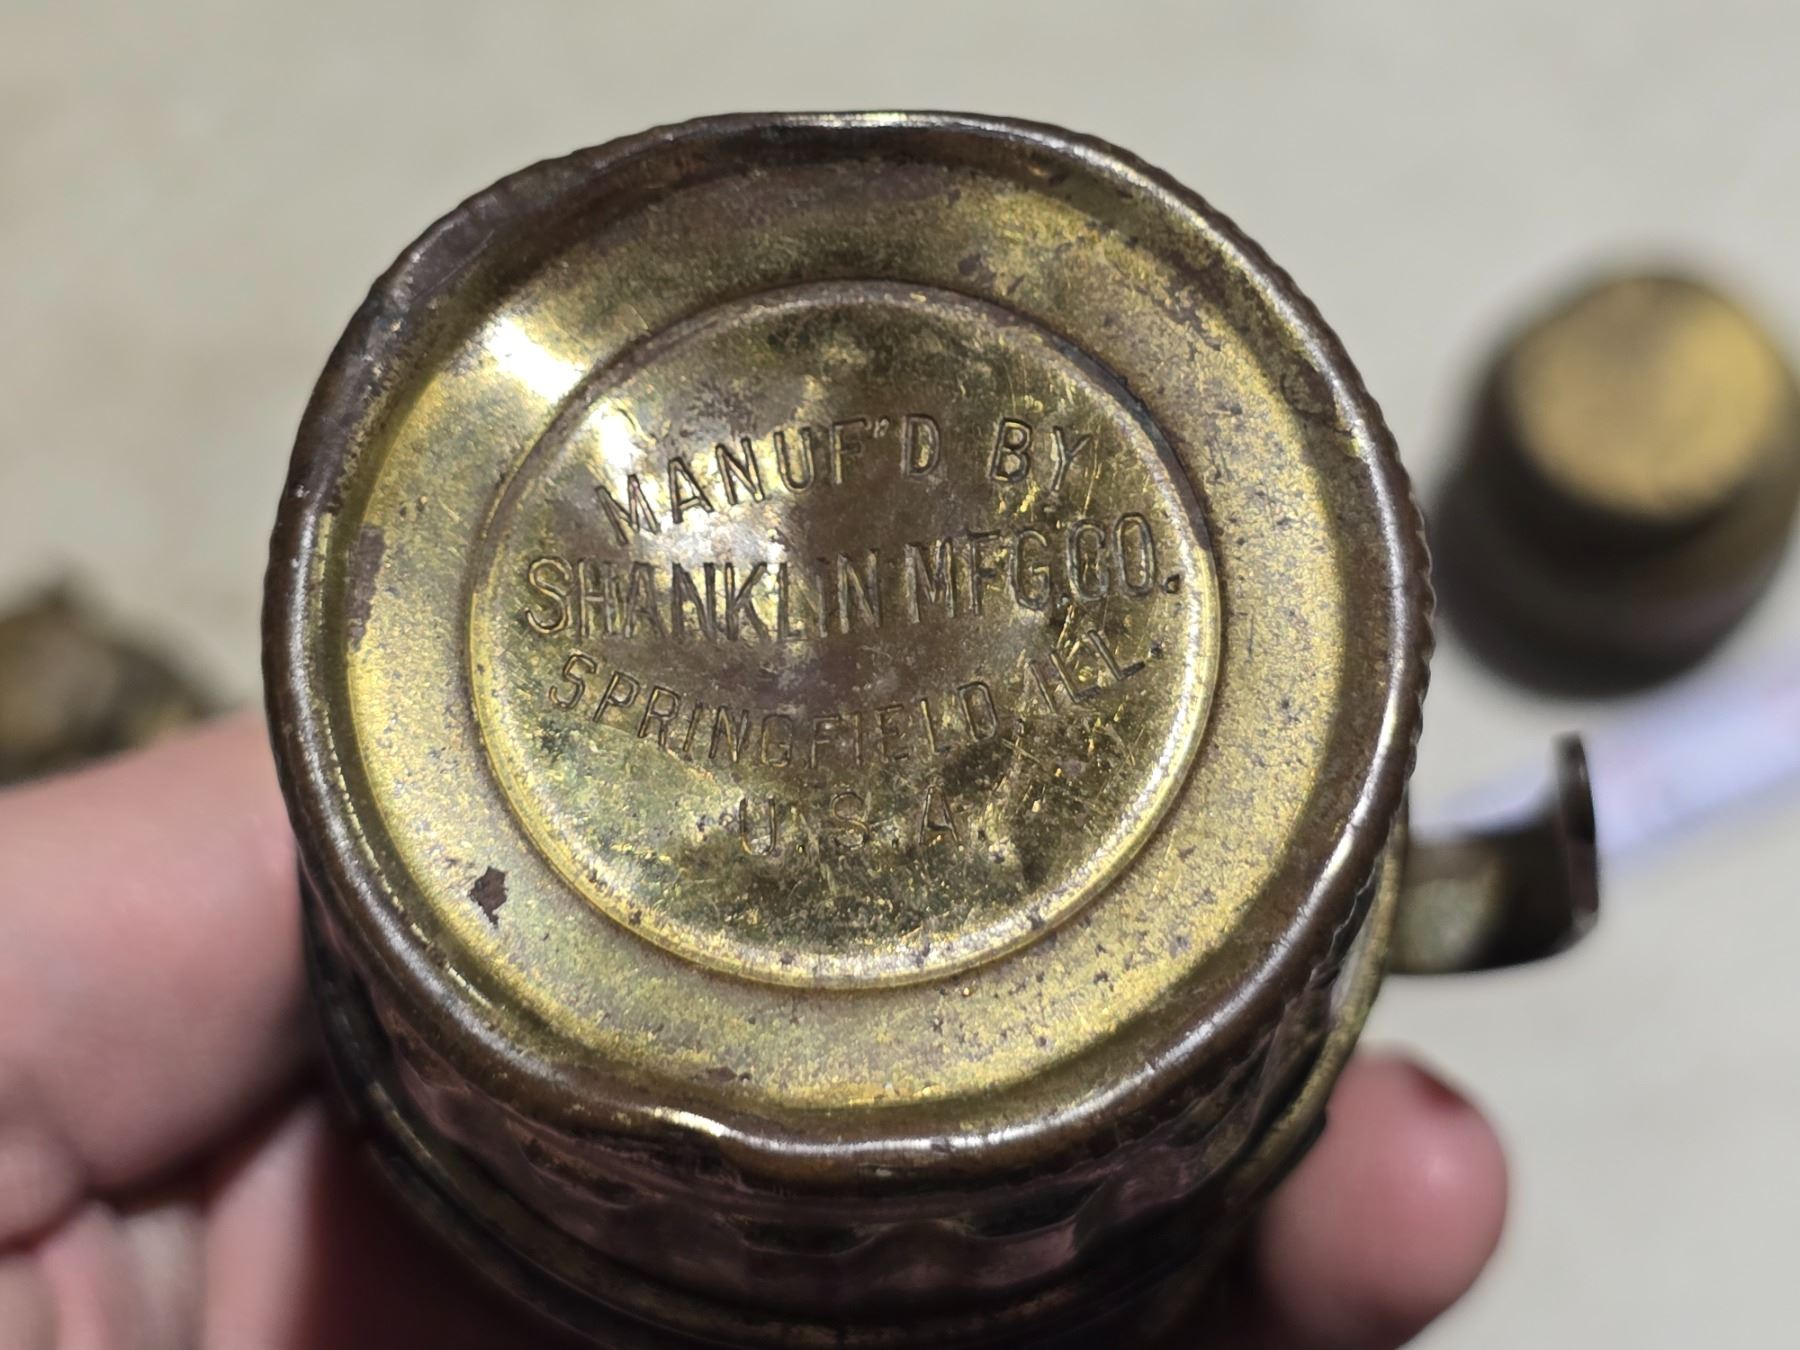 MANUF'D BY
SHANKLIN MFG.CO.
SPRINGFIELD, ILL.
U.S.A